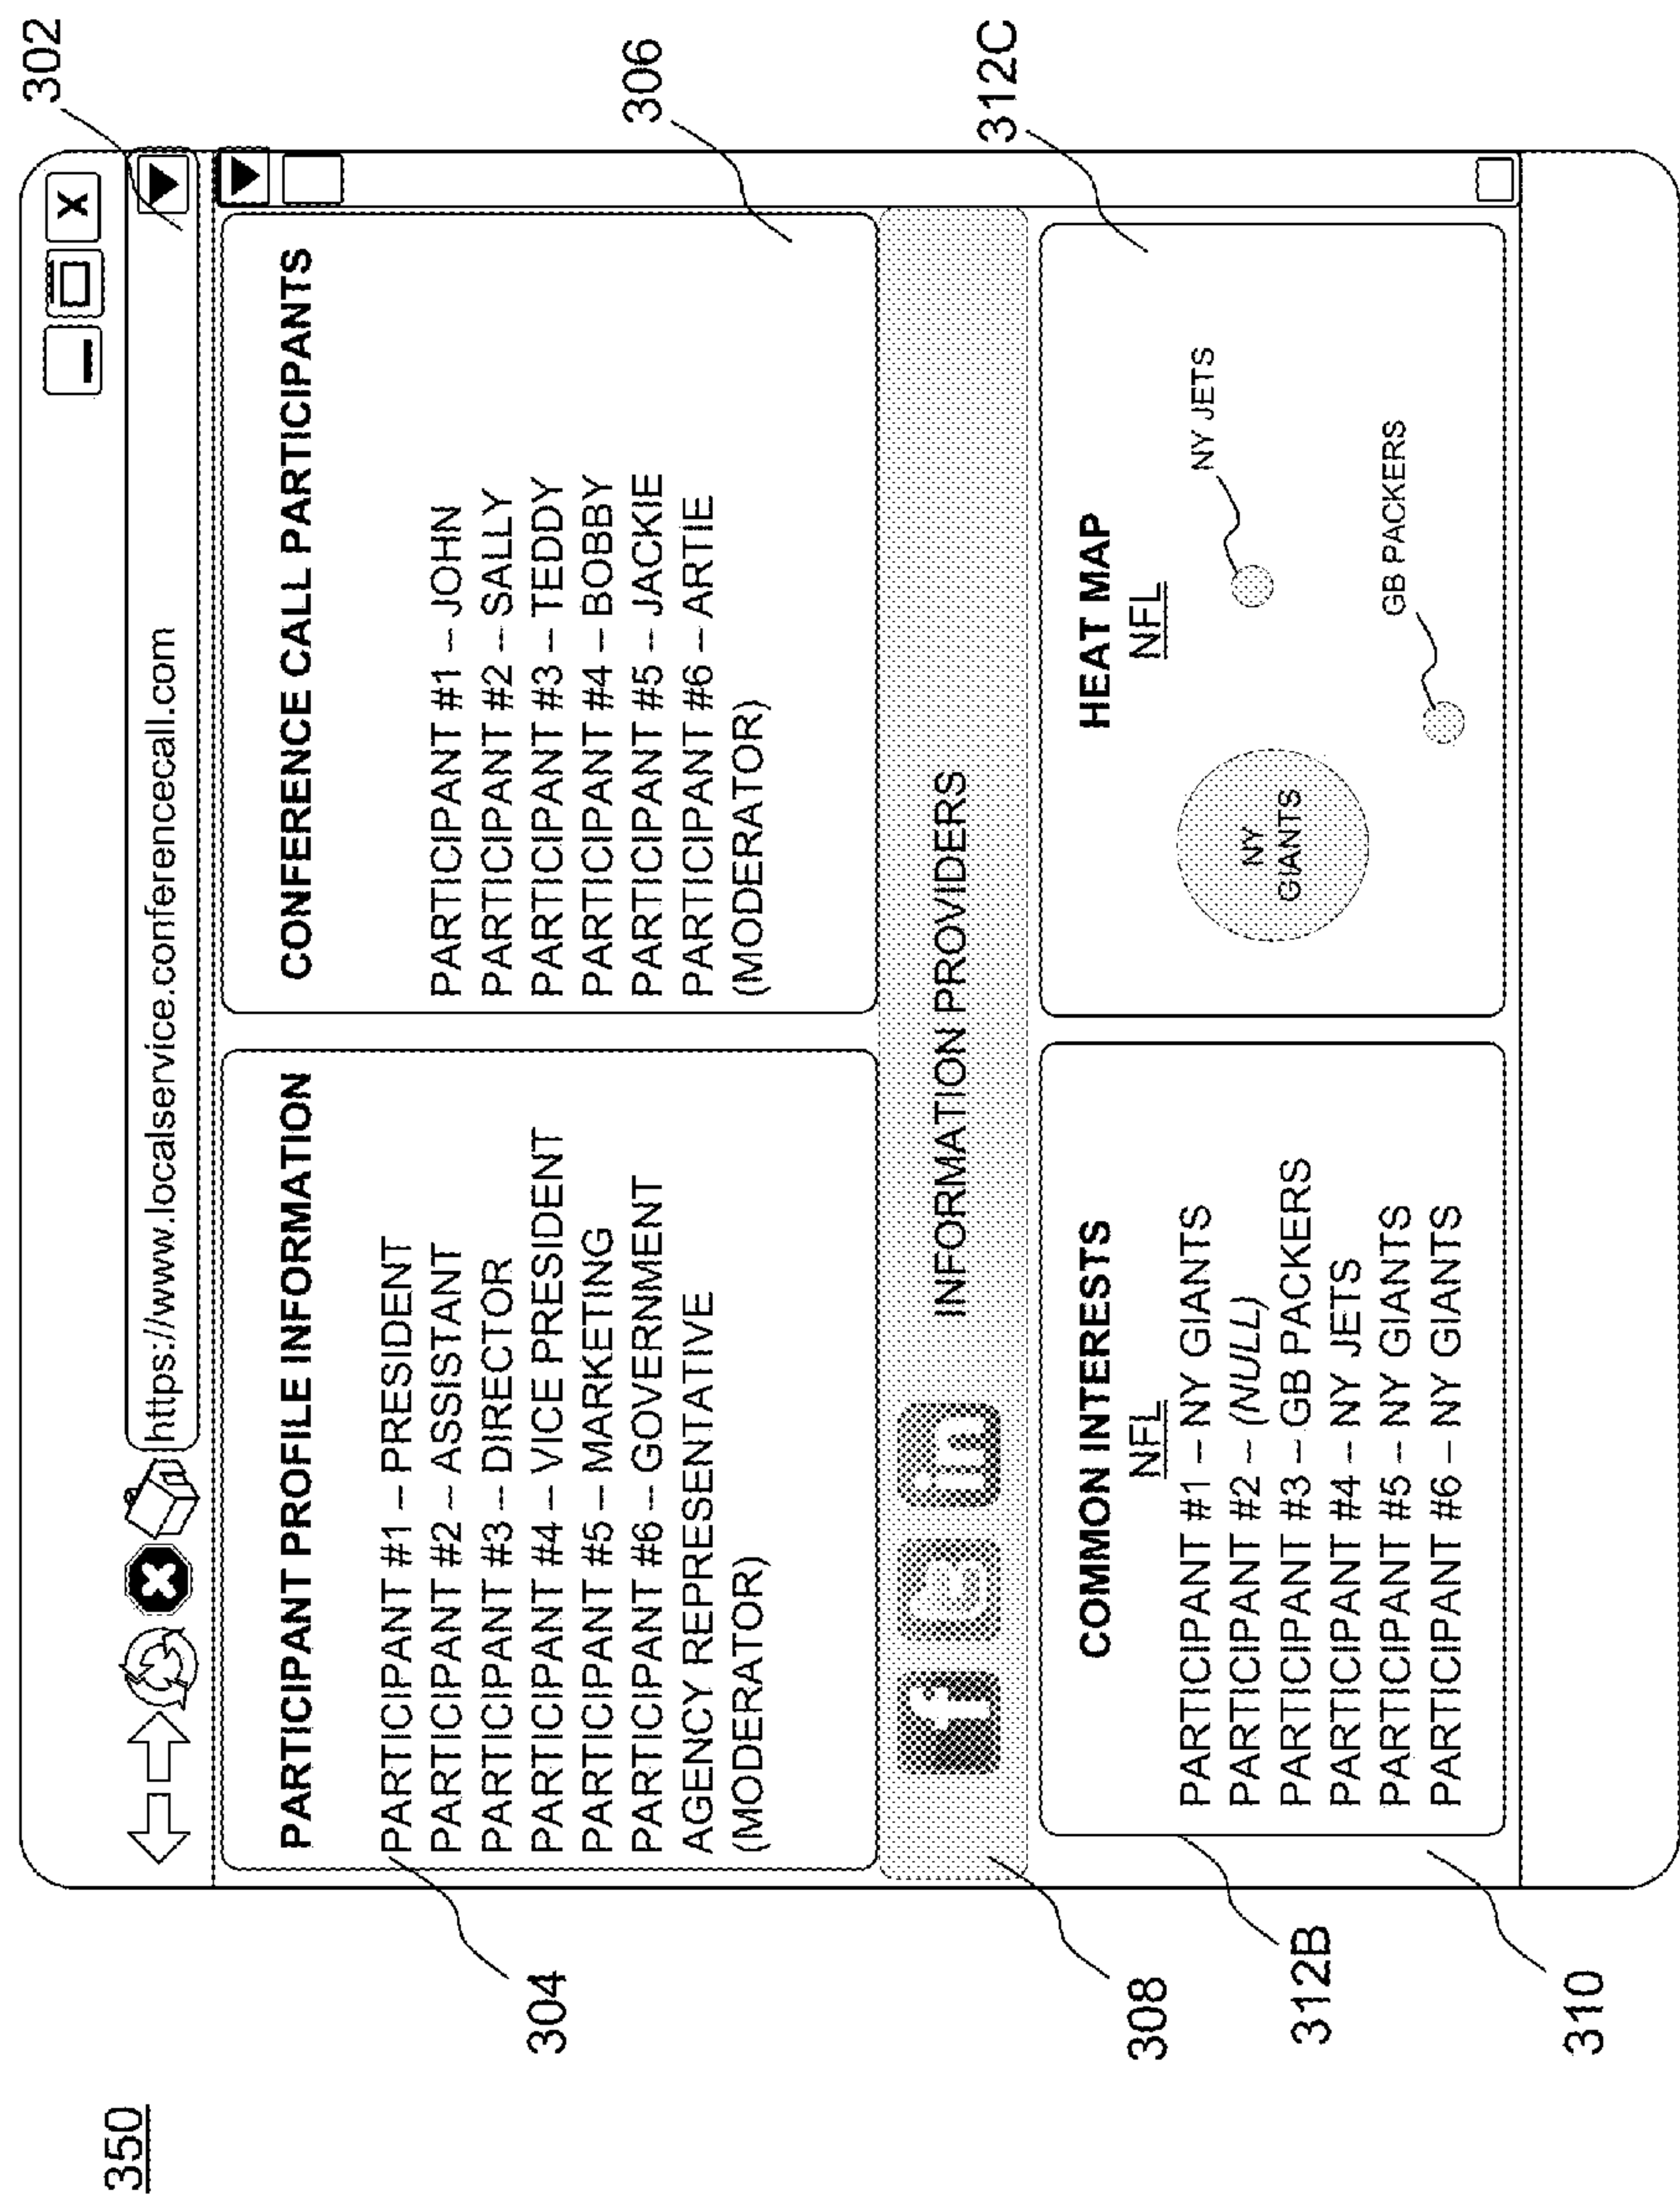 350
302
X
https://www.localservice.conferencecall.com
304
PARTICIPANT PROFILE INFORMATION
PARTICIPANT #1 -- PRESIDENT
PARTICIPANT #2 -- ASSISTANT
PARTICIPANT #3 -- DIRECTOR
PARTICIPANT #4 -- VICE PRESIDENT
PARTICIPANT #5 -- MARKETING
PARTICIPANT #6 -- GOVERNMENT
AGENCY REPRESENTATIVE
(MODERATOR)
306
CONFERENCE CALL PARTICIPANTS
PARTICIPANT #1 -- JOHN
PARTICIPANT #2 -- SALLY
PARTICIPANT #3 -- TEDDY
PARTICIPANT #4 -- BOBBY
PARTICIPANT #5 -- JACKIE
PARTICIPANT #6 -- ARTIE
(MODERATOR)
308
f
in
INFORMATION PROVIDERS
312B
310
COMMON INTERESTS
NFL
PARTICIPANT #1 -- NY GIANTS
PARTICIPANT #2 -- (NULL)
PARTICIPANT #3 -- GB PACKERS
PARTICIPANT #4 -- NY JETS
PARTICIPANT #5 -- NY GIANTS
PARTICIPANT #6 -- NY GIANTS
312C
HEAT MAP
NFL
NY JETS
NY
GIANTS
GB PACKERS